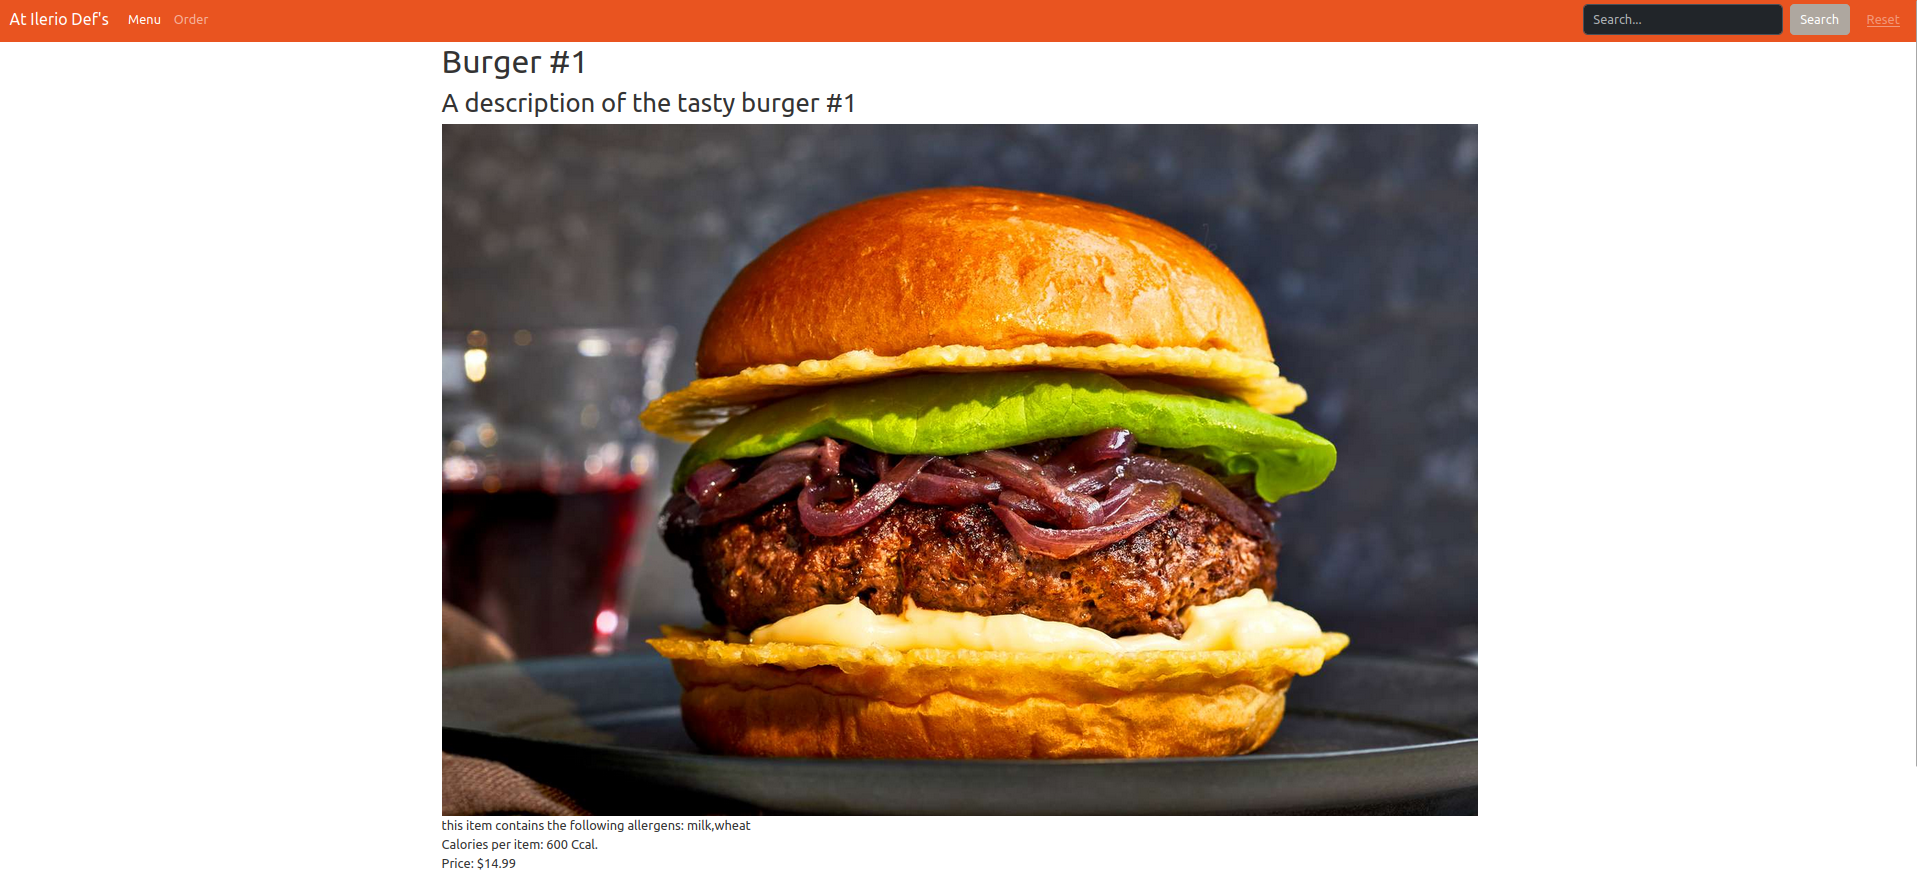 At Ilerio Def's Menu Order Search... Search Reset
Burger #1
A description of the tasty burger #1
this item contains the following allergens: milk,wheat
Calories per item: 600 Ccal.
Price: $14.99